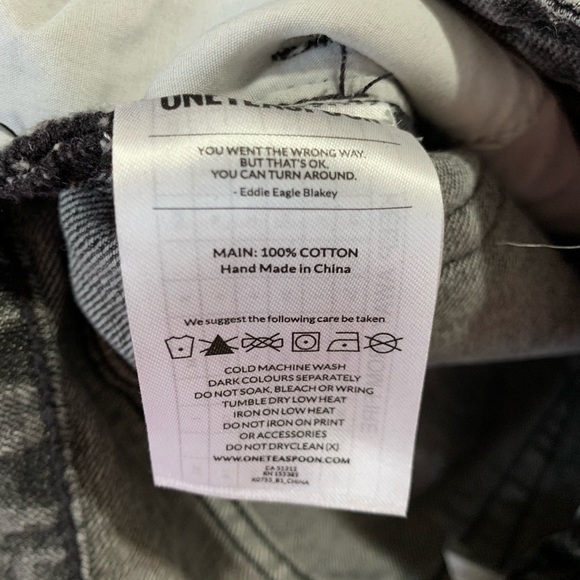 ONETEASPOON
YOU WENT THE WRONG WAY.
BUT THAT'S OK.
YOU CAN TURN AROUND.
- Eddie Eagle Blakey
MAIN: 100% COTTON
Hand Made in China
We suggest the following care be taken
COLD MACHINE WASH
DARK COLOURS SEPARATELY
DO NOT SOAK, BLEACH OR WRING
TUMBLE DRY LOW HEAT
IRON ON LOW HEAT
DO NOT IRON ON PRINT
OR ACCESSORIES
DO NOT DRYCLEAN (X)
WWW.ONETEASPOON.COM